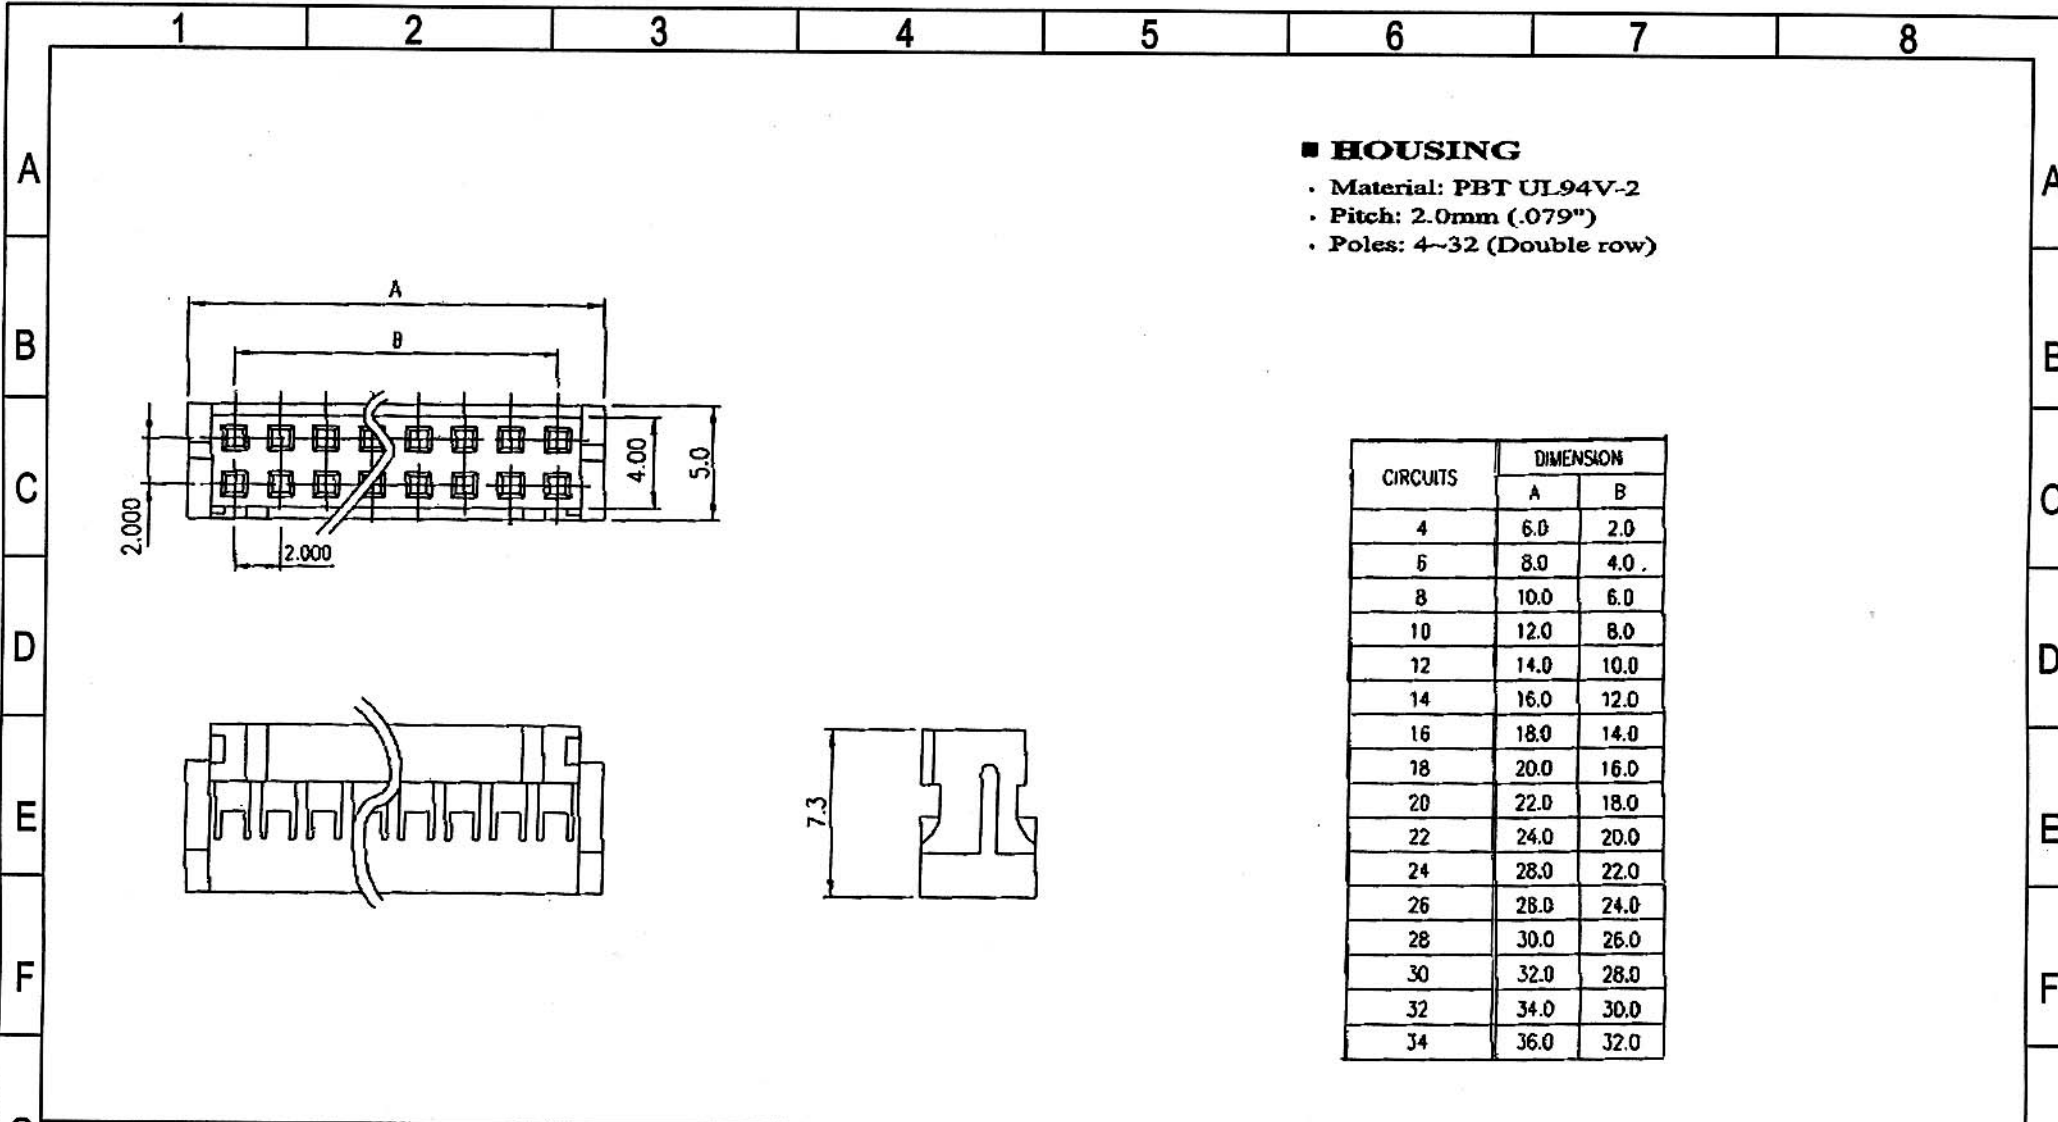 1 2 3 4 5 6 7 8
A
B
C
D
E
F
A
B
C
D
E
F
■ HOUSING
· Material: PBT UL94V-2
· Pitch: 2.0mm (.079")
· Poles: 4~32 (Double row)
A
B
2.000
2.000
4.00
5.0
7.3
CIRCUITS DIMENSION
A B
4 6.0 2.0
6 8.0 4.0
8 10.0 6.0
10 12.0 8.0
12 14.0 10.0
14 16.0 12.0
16 18.0 14.0
18 20.0 16.0
20 22.0 18.0
22 24.0 20.0
24 28.0 22.0
26 28.0 24.0
28 30.0 26.0
30 32.0 28.0
32 34.0 30.0
34 36.0 32.0